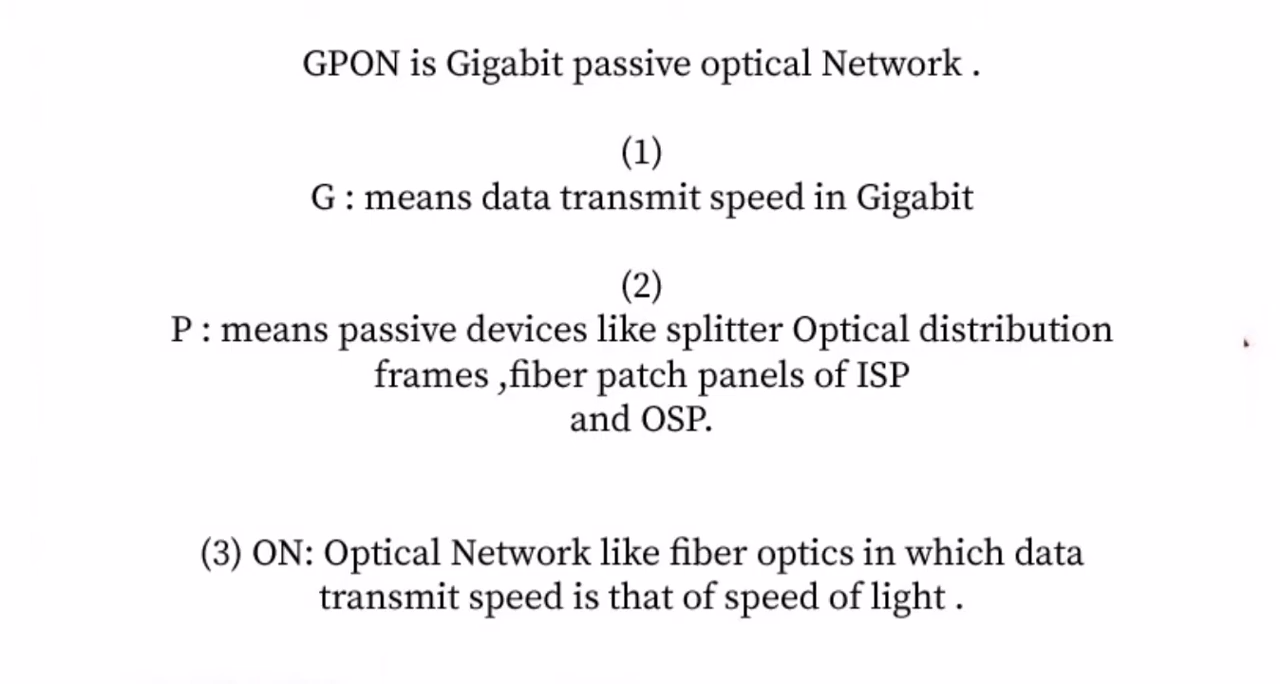 GPON is Gigabit passive optical Network .
(1)
G : means data transmit speed in Gigabit
(2)
P : means passive devices like splitter Optical distribution
frames ,fiber patch panels of ISP
and OSP.
(3) ON: Optical Network like fiber optics in which data
transmit speed is that of speed of light .